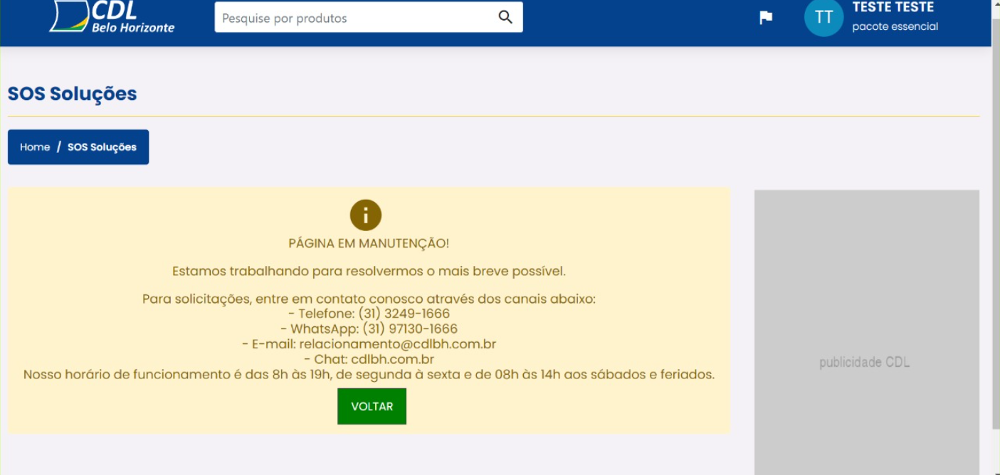 CDL
Belo Horizonte
Pesquise por produtos
TT
TESTE TESTE
pacote essencial
SOS Soluções
Home / SOS Soluções
PÁGINA EM MANUTENÇÃO!
Estamos trabalhando para resolvermos o mais breve possível.
Para solicitações, entre em contato conosco através dos canais abaixo:
- Telefone: (31) 3249-1666
- WhatsApp: (31) 97130-1666
- E-mail: relacionamento@cdlbh.com.br
- Chat: cdlbh.com.br
Nosso horário de funcionamento é das 8h às 19h, de segunda à sexta e de 08h às 14h aos sábados e feriados.
VOLTAR
publicidade CDL